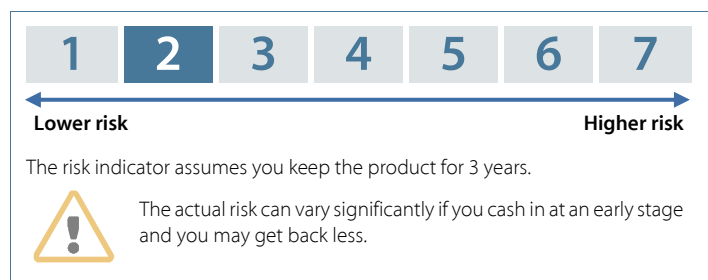 1 2 3 4 5 6 7
Lower risk Higher risk
The risk indicator assumes you keep the product for 3 years.
The actual risk can vary significantly if you cash in at an early stage
and you may get back less.